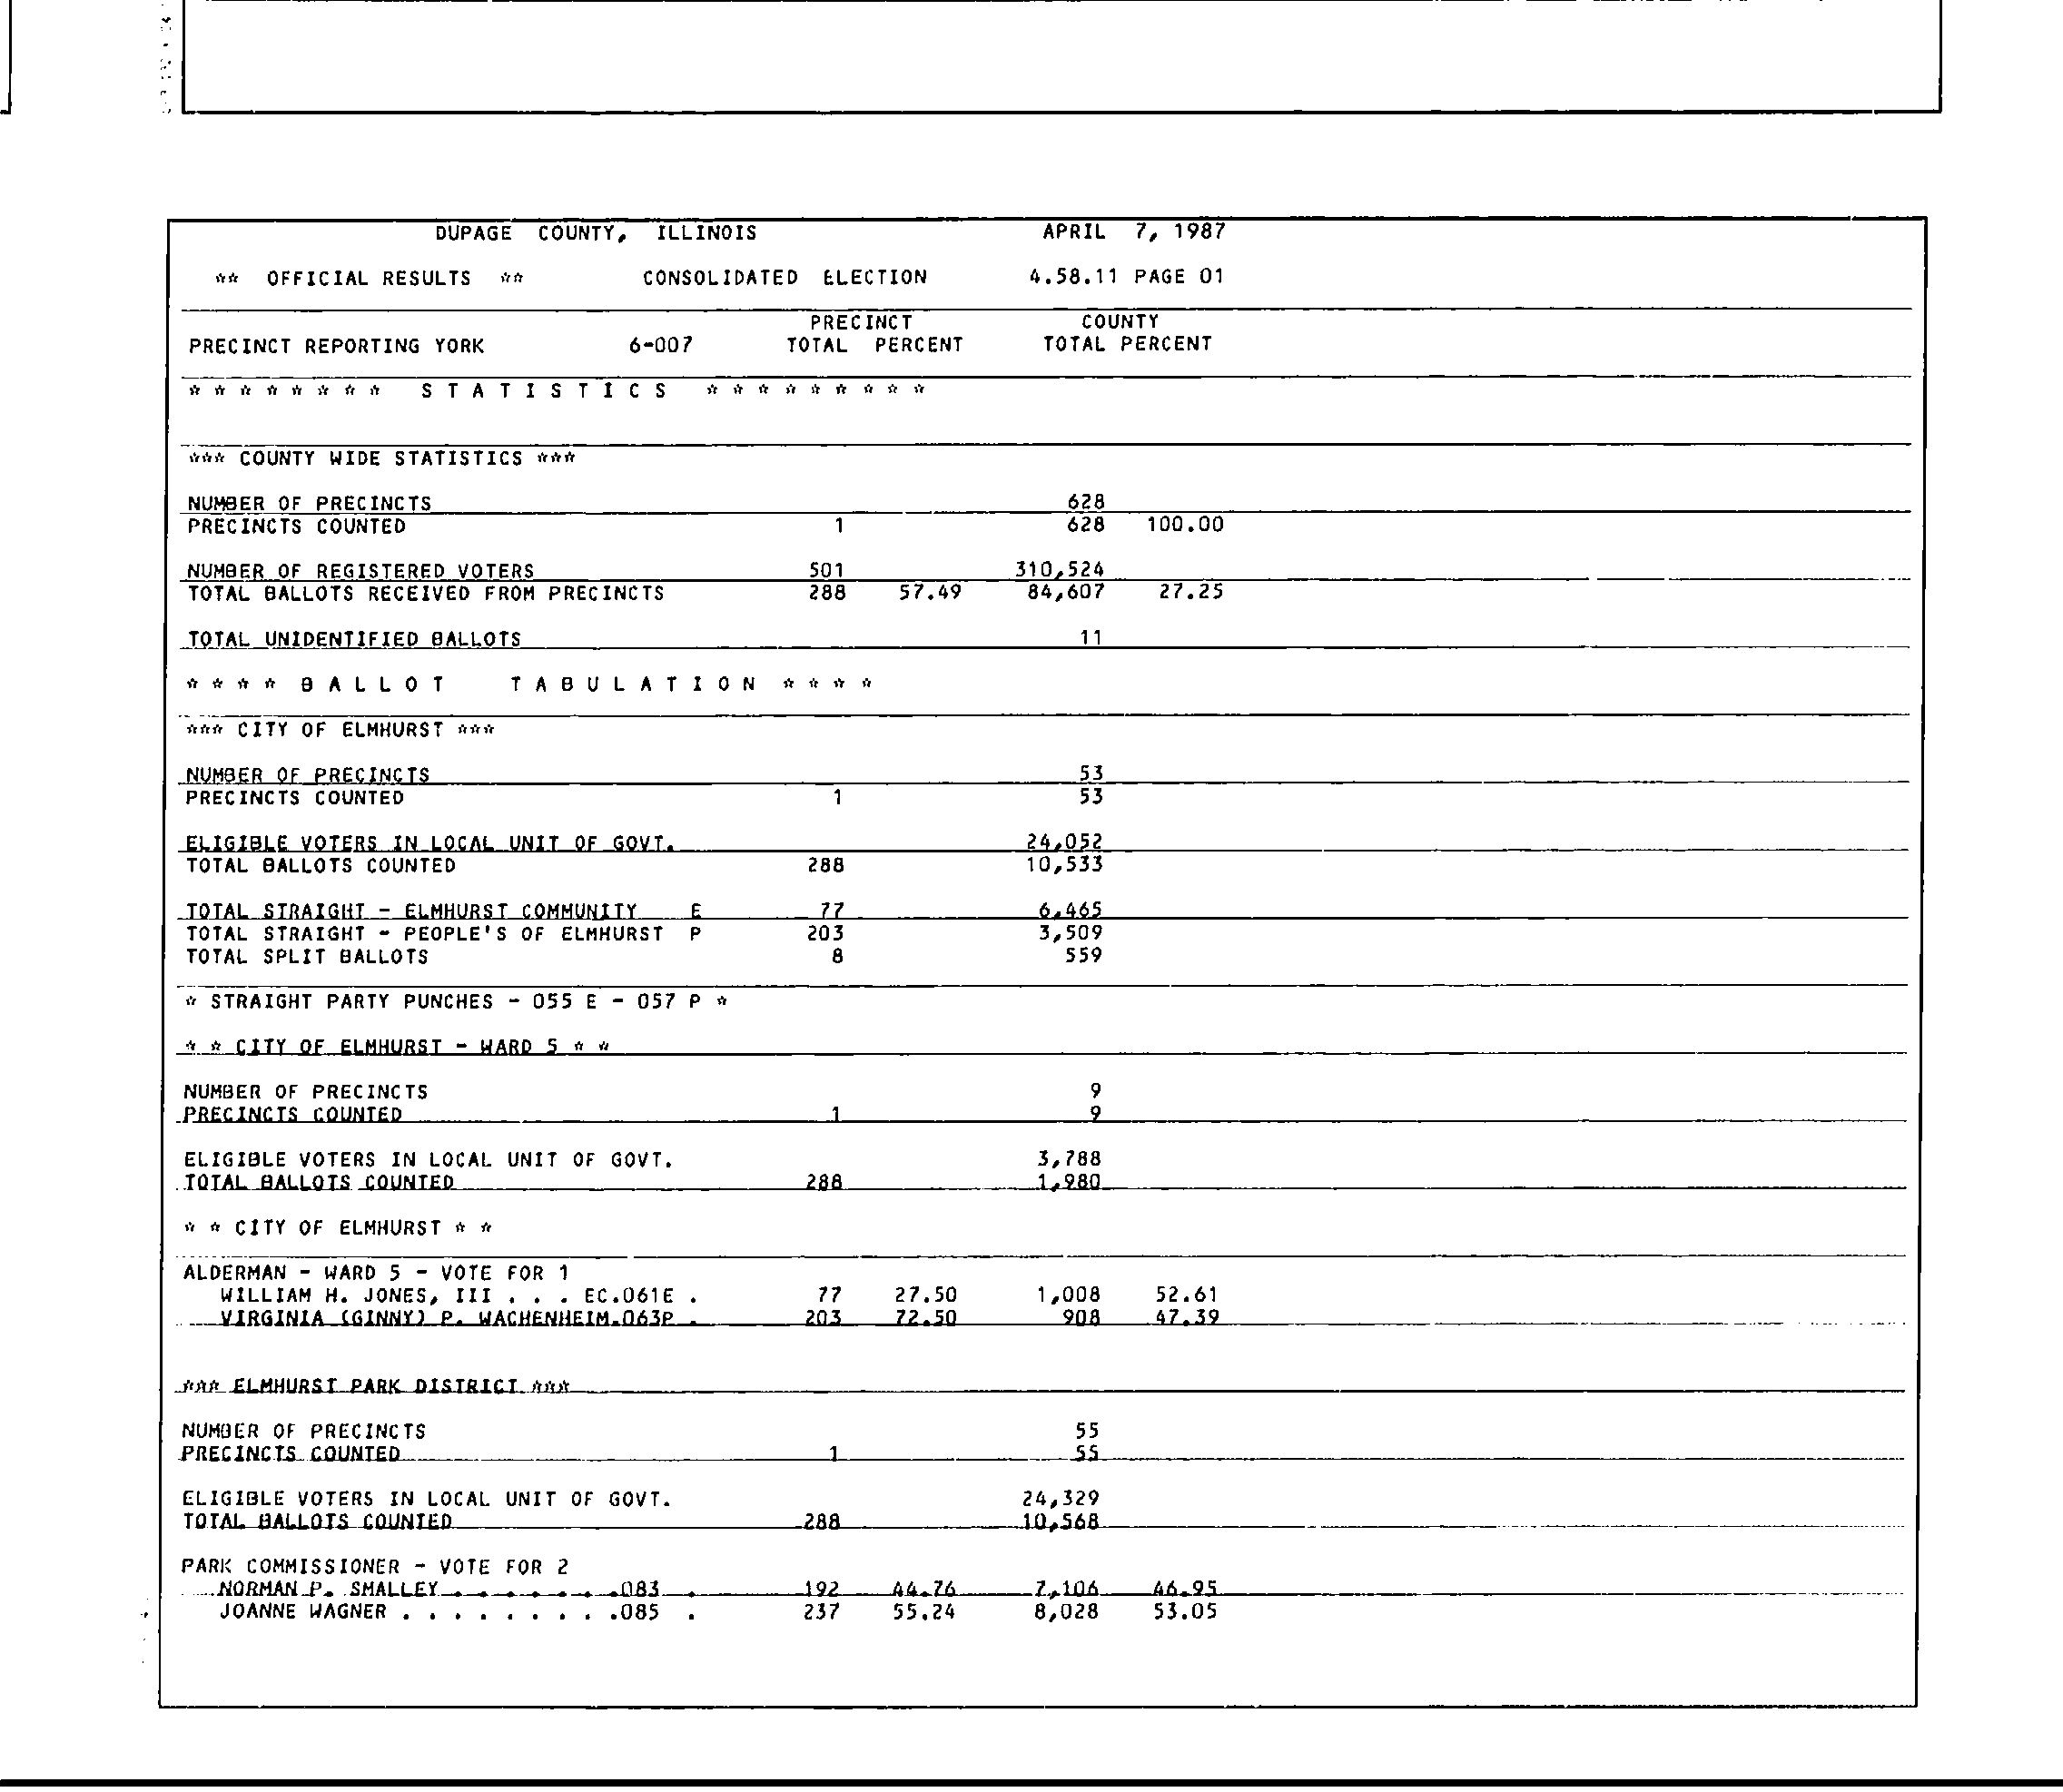 DUPAGE COUNTY, ILLINOIS APRIL 7, 1987
** OFFICIAL RESULTS ** CONSOLIDATED ELECTION 4.58.11 PAGE 01
PRECINCT COUNTY
PRECINCT REPORTING YORK 6-007 TOTAL PERCENT TOTAL PERCENT
* * * * * * * * S T A T I S T I C S * * * * * * * * *
*** COUNTY WIDE STATISTICS ***
NUMBER OF PRECINCTS 628
PRECINCTS COUNTED 1 628 100.00
NUMBER OF REGISTERED VOTERS 501 310,524
TOTAL BALLOTS RECEIVED FROM PRECINCTS 288 57.49 84,607 27.25
TOTAL UNIDENTIFIED BALLOTS 11
* * * * B A L L O T T A B U L A T I O N * * * *
*** CITY OF ELMHURST ***
NUMBER OF PRECINCTS 53
PRECINCTS COUNTED 1 53
ELIGIBLE VOTERS IN LOCAL UNIT OF GOVT. 24,052
TOTAL BALLOTS COUNTED 288 10,533
TOTAL STRAIGHT - ELMHURST COMMUNITY E 77 6,465
TOTAL STRAIGHT - PEOPLE'S OF ELMHURST P 203 3,509
TOTAL SPLIT BALLOTS 8 559
* STRAIGHT PARTY PUNCHES - 055 E - 057 P *
* * CITY OF ELMHURST - WARD 5 * *
NUMBER OF PRECINCTS 9
PRECINCTS COUNTED 1 9
ELIGIBLE VOTERS IN LOCAL UNIT OF GOVT. 3,788
TOTAL BALLOTS COUNTED 288 1,980
* * CITY OF ELMHURST * *
ALDERMAN - WARD 5 - VOTE FOR 1
WILLIAM H. JONES, III . . . EC.061E . 77 27.50 1,008 52.61
VIRGINIA (GINNY) P. WACHENHEIM.063P . 203 72.50 908 47.39
*** ELMHURST PARK DISTRICT ***
NUMBER OF PRECINCTS 55
PRECINCTS COUNTED 1 55
ELIGIBLE VOTERS IN LOCAL UNIT OF GOVT. 24,329
TOTAL BALLOTS COUNTED 288 10,568
PARK COMMISSIONER - VOTE FOR 2
NORMAN P. SMALLEY . . . . . . .083 . 192 44.76 7,106 46.95
JOANNE WAGNER . . . . . . . . .085 . 237 55.24 8,028 53.05